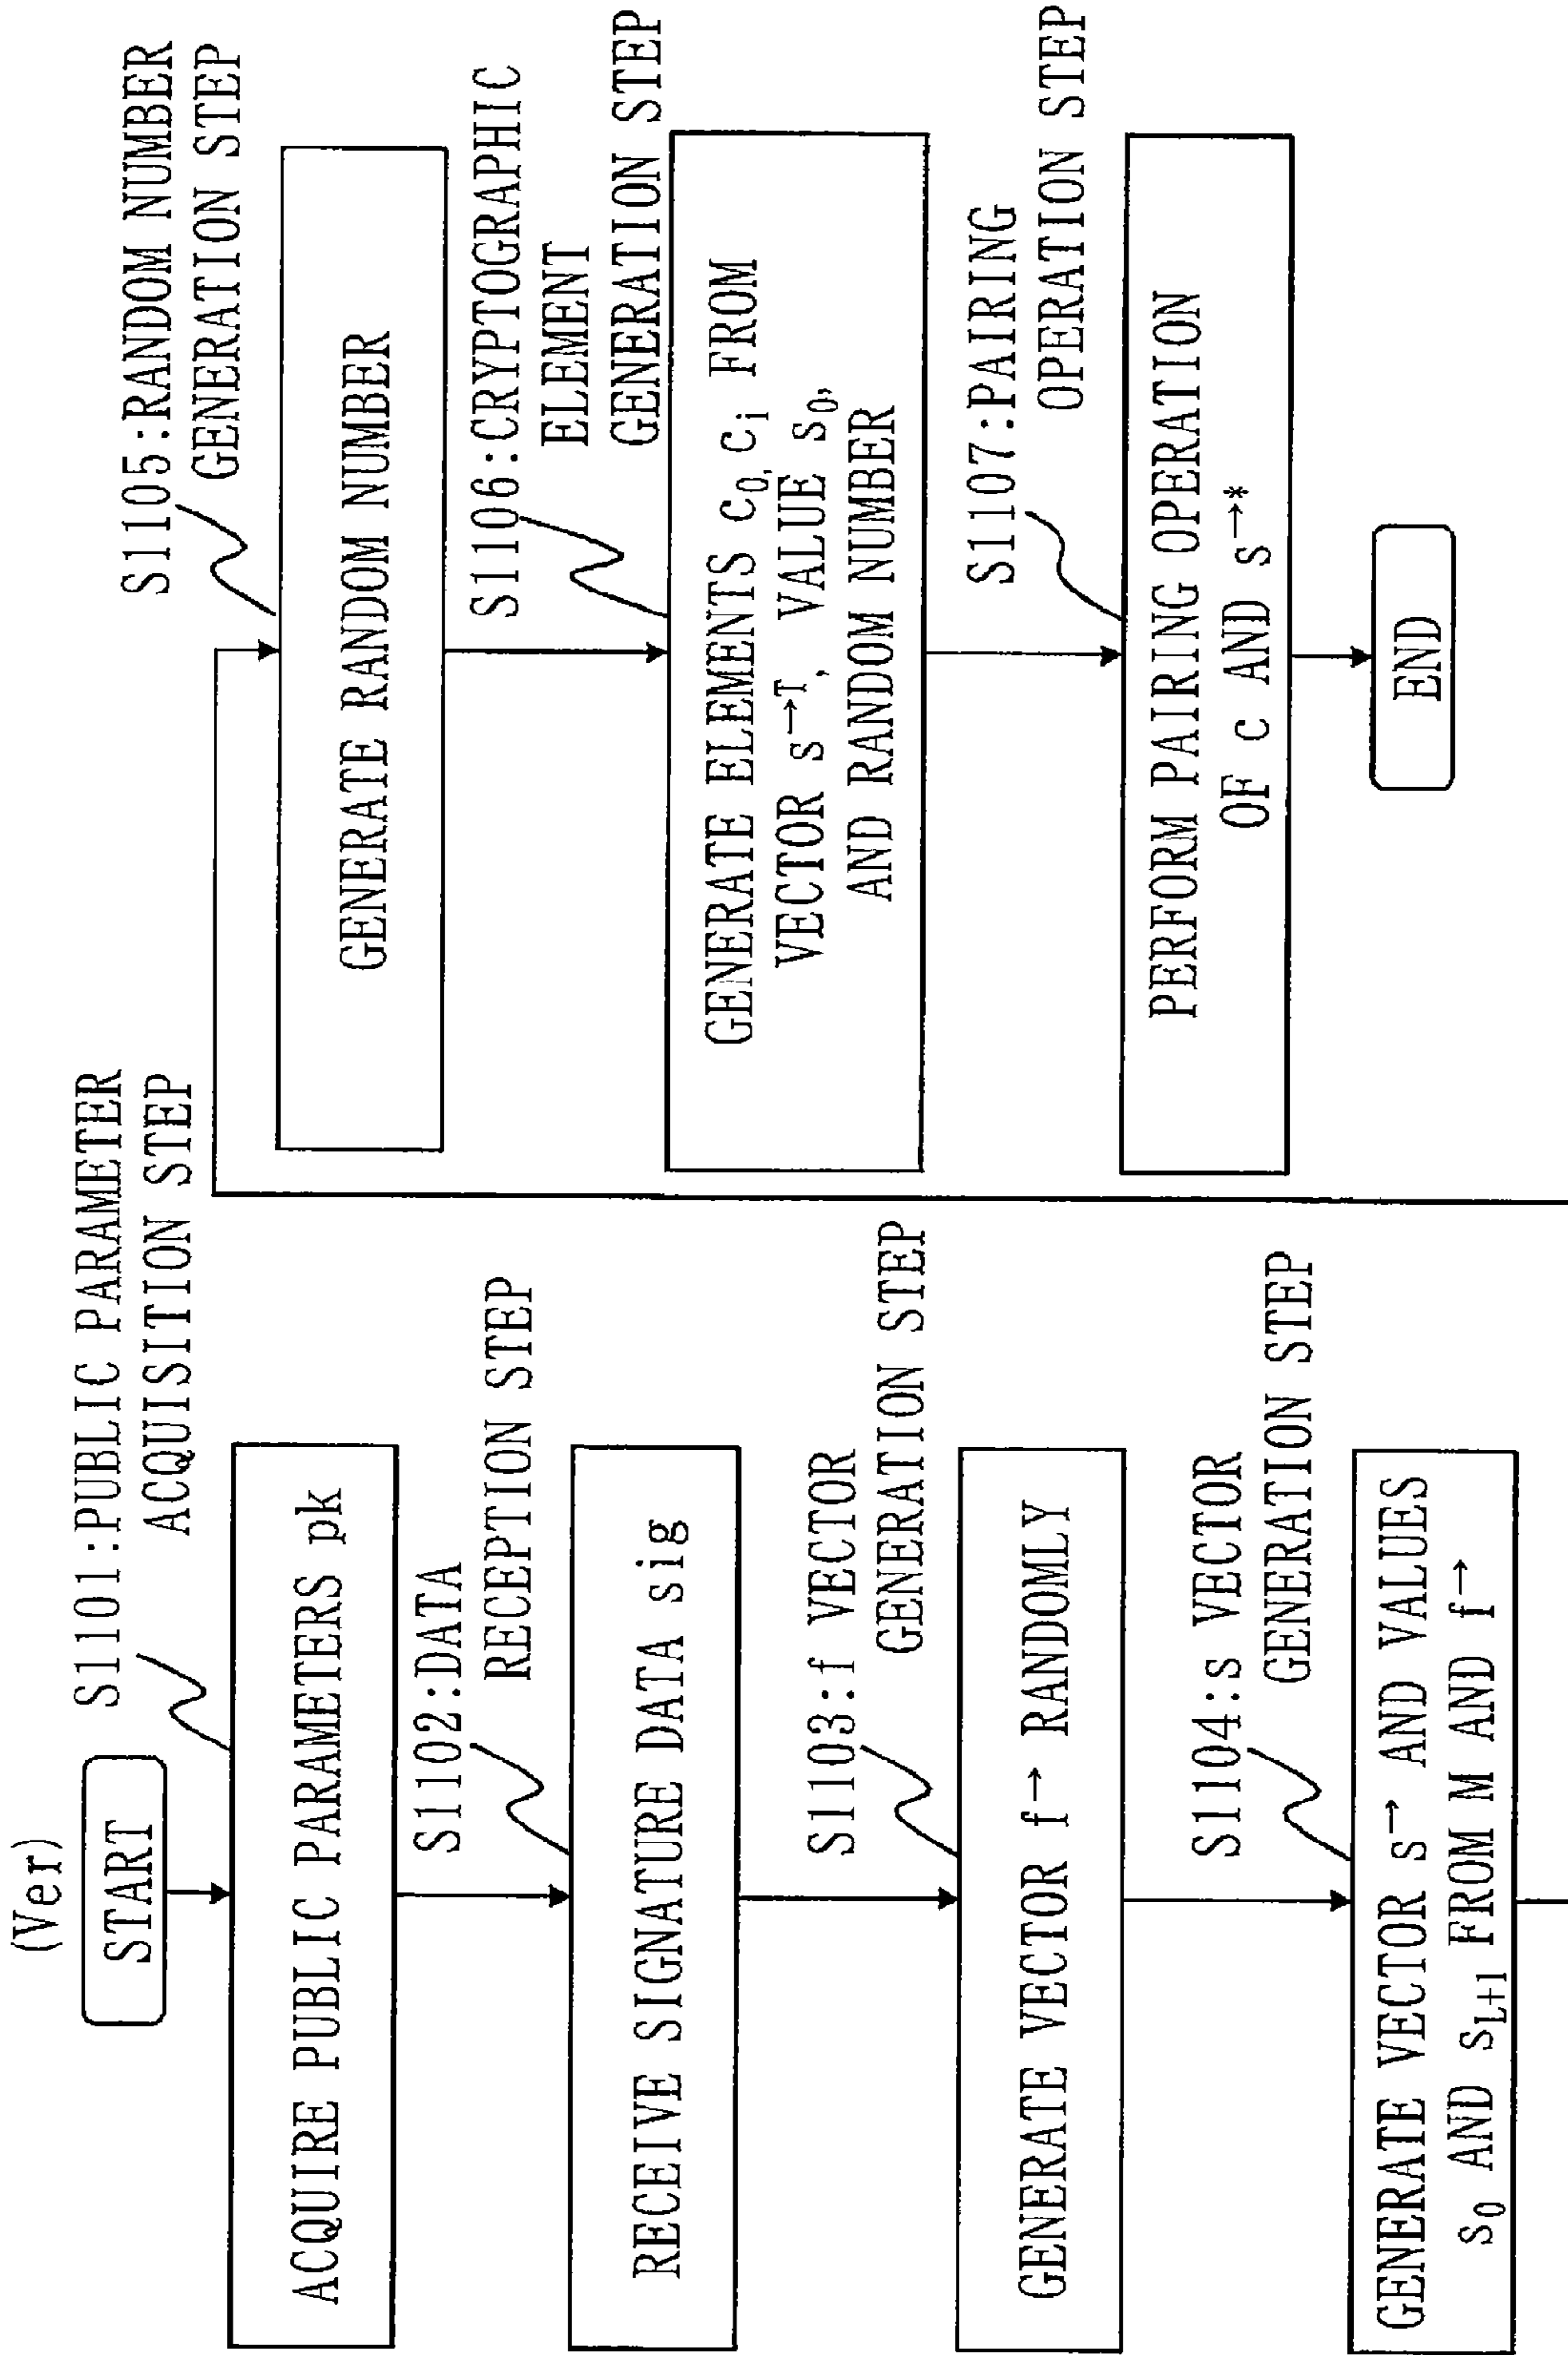 (Ver)
START
S1101:PUBLIC PARAMETER
ACQUISITION STEP
ACQUIRE PUBLIC PARAMETERS pk
S1102:DATA
RECEPTION STEP
RECEIVE SIGNATURE DATA sig
S1103:f VECTOR
GENERATION STEP
GENERATE VECTOR f→ RANDOMLY
S1104:s VECTOR
GENERATION STEP
GENERATE VECTOR s→ AND VALUES
s0 AND sL+1 FROM M AND f→
S1105:RANDOM NUMBER
GENERATION STEP
GENERATE RANDOM NUMBER
S1106:CRYPTOGRAPHIC
ELEMENT
GENERATION STEP
GENERATE ELEMENTS c0, ci FROM
VECTOR s→T, VALUE s0,
AND RANDOM NUMBER
S1107:PAIRING
OPERATION STEP
PERFORM PAIRING OPERATION
OF c AND s→*
END